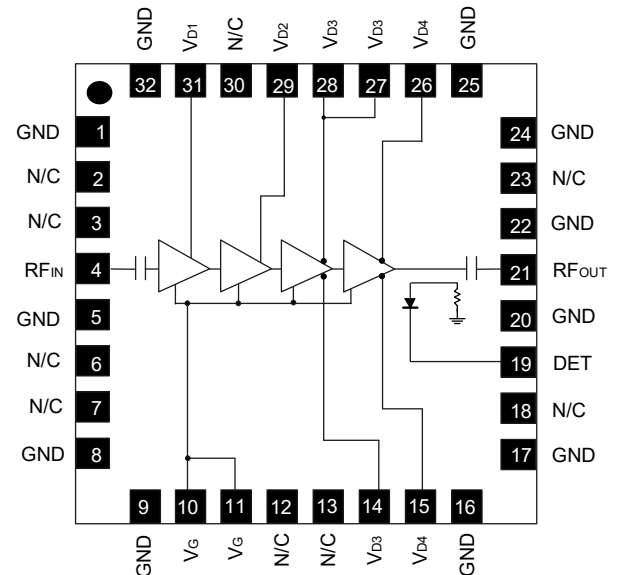 GND VD1 N/C VD2 VD3 VD3 VD4 GND
32 31 30 29 28 27 26 25
GND 1
N/C 2
N/C 3
RFIN 4
GND 5
N/C 6
N/C 7
GND 8
24 GND
23 N/C
22 GND
21 RFOUT
20 GND
19 DET
18 N/C
17 GND
9 10 11 12 13 14 15 16
GND VG VG N/C N/C VD3 VD4 GND